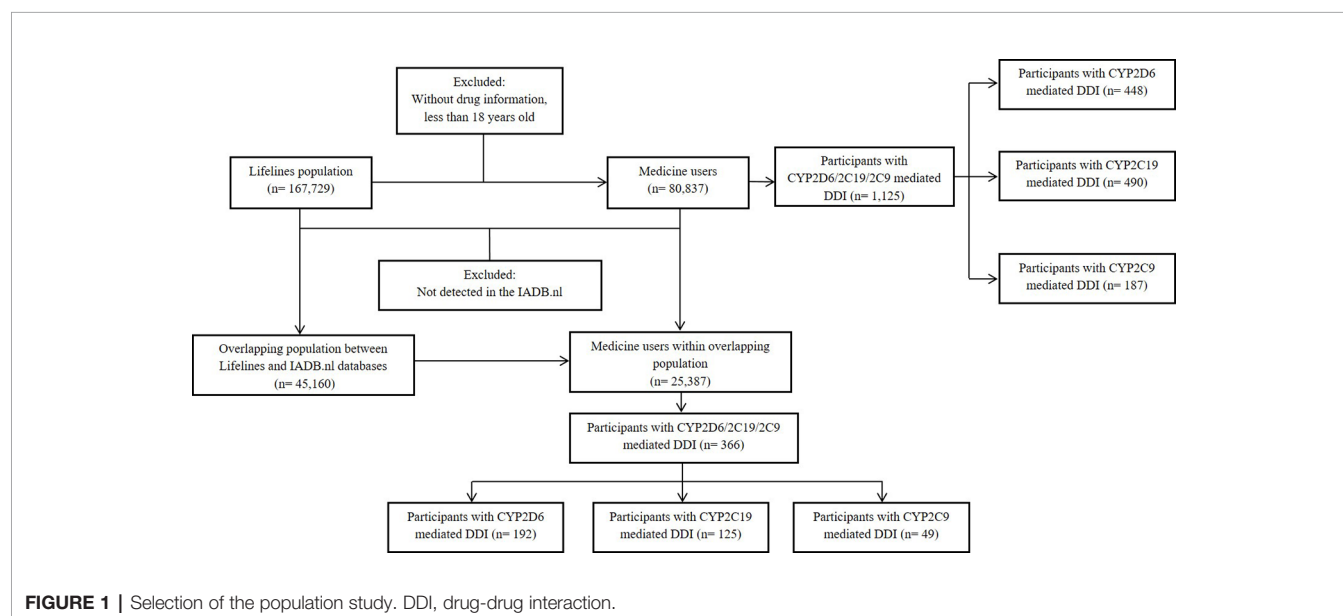 Excluded:
Without drug information,
less than 18 years old
Lifelines population
(n= 167,729)
Medicine users
(n= 80,837)
Participants with
CYP2D6/2C19/2C9 mediated
DDI (n= 1,125)
Participants with CYP2D6
mediated DDI (n= 448)
Participants with CYP2C19
mediated DDI (n= 490)
Participants with CYP2C9
mediated DDI (n= 187)
Excluded:
Not detected in the IADB.nl
Overlapping population between
Lifelines and IADB.nl databases
(n= 45,160)
Medicine users within overlapping
population
(n= 25,387)
Participants with CYP2D6/2C19/2C9
mediated DDI (n= 366)
Participants with CYP2D6
mediated DDI (n= 192)
Participants with CYP2C19
mediated DDI (n= 125)
Participants with CYP2C9
mediated DDI (n= 49)
FIGURE 1 | Selection of the population study. DDI, drug-drug interaction.